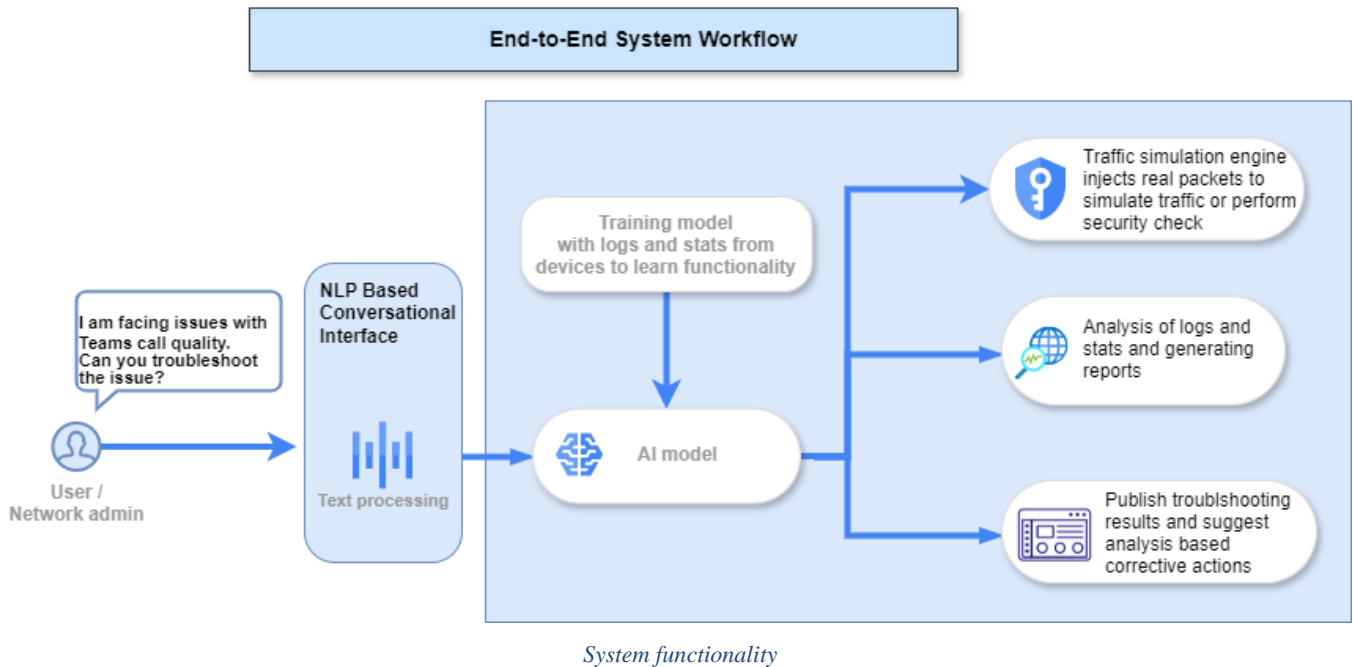 End-to-End System Workflow
Traffic simulation engine
injects real packets to
simulate traffic or perform
security check
Training model
with logs and stats from
devices to learn functionality
NLP Based
Conversational
Interface
I am facing issues with
Teams call quality.
Can you troubleshoot
the issue?
Analysis of logs and
stats and generating
reports
AI model
User /
Network admin
Text processing
Publish troublshooting
results and suggest
analysis based
corrective actions
System functionality